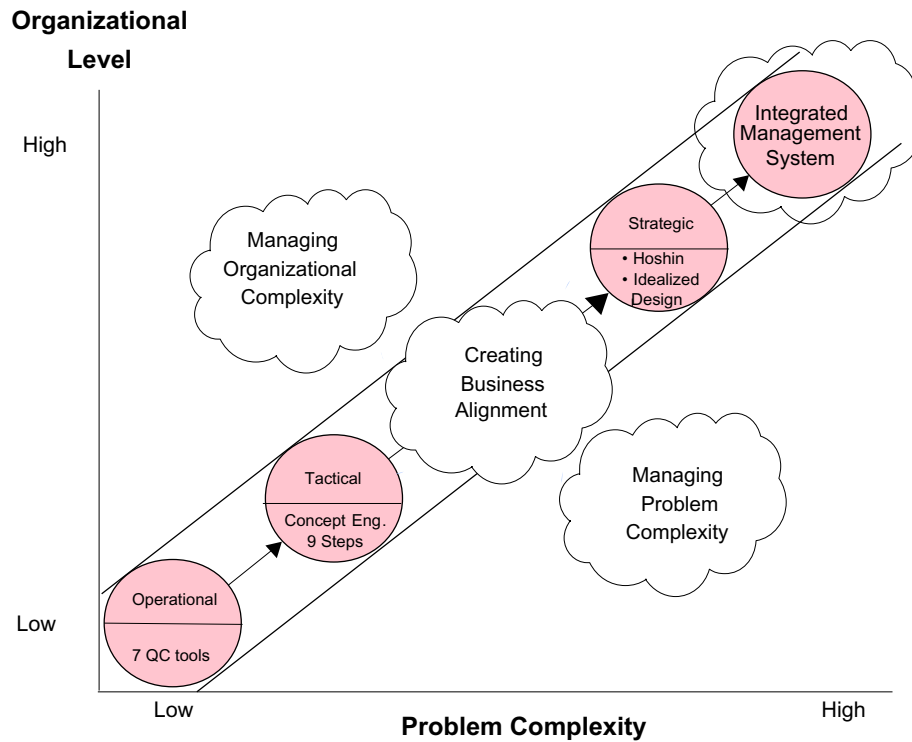 Organizational
Level
High
Integrated
Management
System
Strategic
• Hoshin
• Idealized
Design
Managing
Organizational
Complexity
Creating
Business
Alignment
Managing
Problem
Complexity
Tactical
Concept Eng.
9 Steps
Operational
7 QC tools
Low
Low
Problem Complexity
High